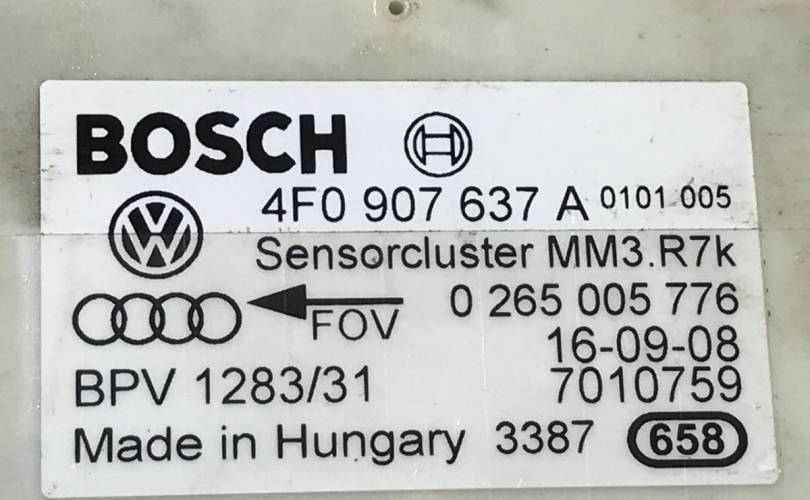 BOSCH
4F0 907 637 A 0101 005
Sensorcluster MM3.R7k
FOV 0 265 005 776
16-09-08
BPV 1283/31 7010759
Made in Hungary 3387 658